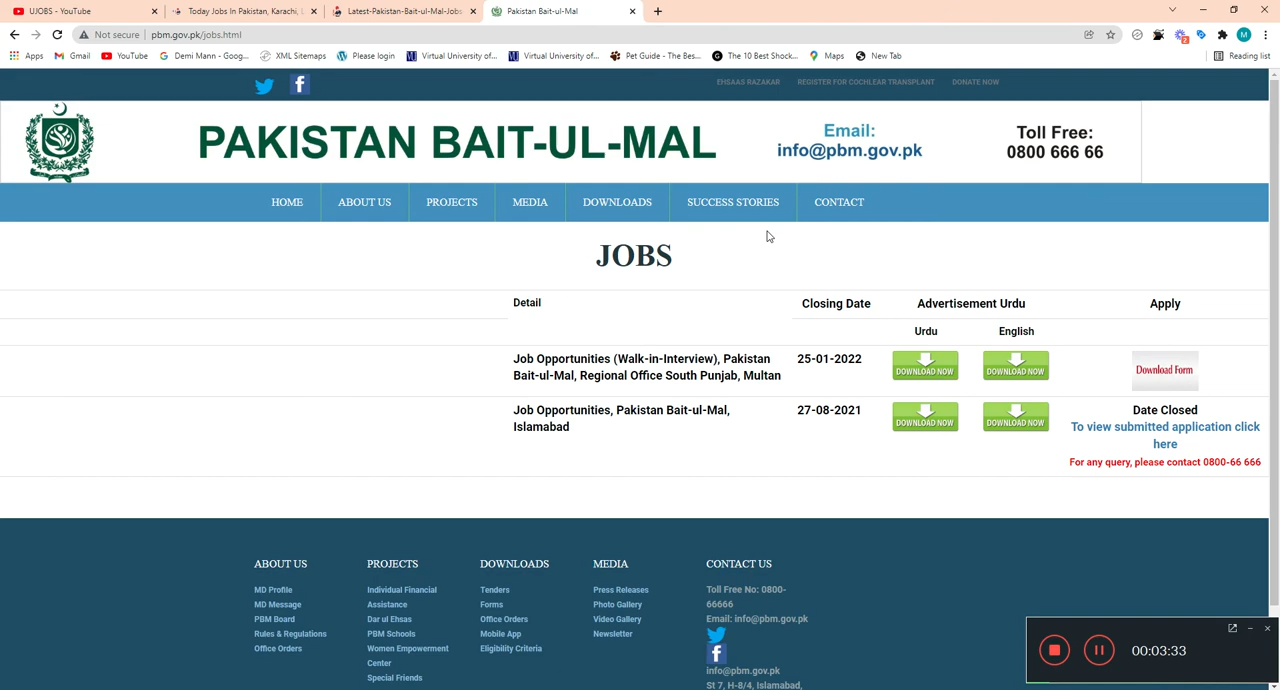 UJOBS - YouTube
Today Jobs In Pakistan, Karachi, L
Latest-Pakistan-Bait-ul-Mal-Jobs
Pakistan Bait-ul-Mal
Not secure | pbm.gov.pk/jobs.html
Apps
Gmail
YouTube
Demi Mann - Goog...
XML Sitemaps
Please login
Virtual University of...
Virtual University of...
Pet Guide - The Bes...
The 10 Best Shock...
Maps
New Tab
Reading list
EHSAAS RAZAKAR
REGISTER FOR COCHLEAR TRANSPLANT
DONATE NOW
PAKISTAN BAIT-UL-MAL
Email:
info@pbm.gov.pk
Toll Free:
0800 666 66
HOME
ABOUT US
PROJECTS
MEDIA
DOWNLOADS
SUCCESS STORIES
CONTACT
JOBS
Detail
Closing Date
Advertisement Urdu
Apply
Urdu
English
Job Opportunities (Walk-in-Interview), Pakistan
Bait-ul-Mal, Regional Office South Punjab, Multan
25-01-2022
DOWNLOAD NOW
DOWNLOAD NOW
Download Form
Job Opportunities, Pakistan Bait-ul-Mal,
Islamabad
27-08-2021
DOWNLOAD NOW
DOWNLOAD NOW
Date Closed
To view submitted application click
here
For any query, please contact 0800-66 666
ABOUT US
MD Profile
MD Message
PBM Board
Rules & Regulations
Office Orders
PROJECTS
Individual Financial
Assistance
Dar ul Ehsas
PBM Schools
Women Empowerment
Center
Special Friends
DOWNLOADS
Tenders
Forms
Office Orders
Mobile App
Eligibility Criteria
MEDIA
Press Releases
Photo Gallery
Video Gallery
Newsletter
CONTACT US
Toll Free No: 0800-
66666
Email: info@pbm.gov.pk
info@pbm.gov.pk
St 7, H-8/4, Islamabad,
00:03:33